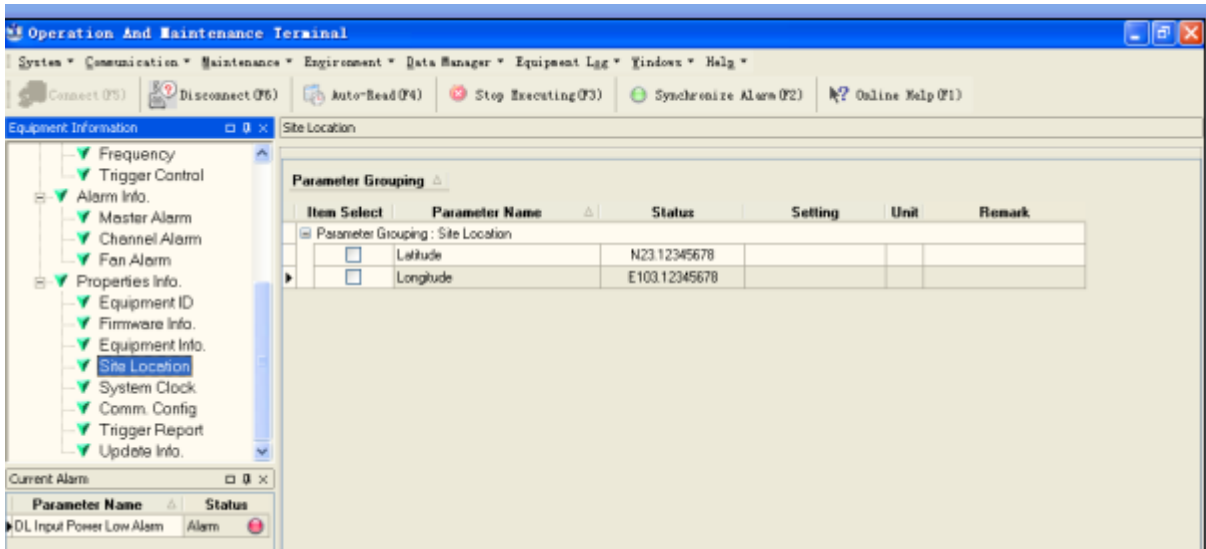 Operation And Maintenance Terminal
System Communication Maintenance Environment Data Manager Equipment Log Windows Help
Connect(F5) Disconnect(F6) Auto-Read(F4) Stop Executing(F3) Synchronize Alarm(F2) Online Help(F1)
Equipment Information
Site Location
Frequency
Trigger Control
Alarm Info.
Master Alarm
Channel Alarm
Fan Alarm
Properties Info.
Equipment ID
Firmware Info.
Equipment Info.
Site Location
System Clock
Comm. Config
Trigger Report
Update Info.
Parameter Grouping
Item Select Parameter Name Status Setting Unit Remark
Parameter Grouping : Site Location
Latitude N23.12345678
Longitude E103.12345678
Current Alarm
Parameter Name Status
DL Input Power Low Alarm Alarm